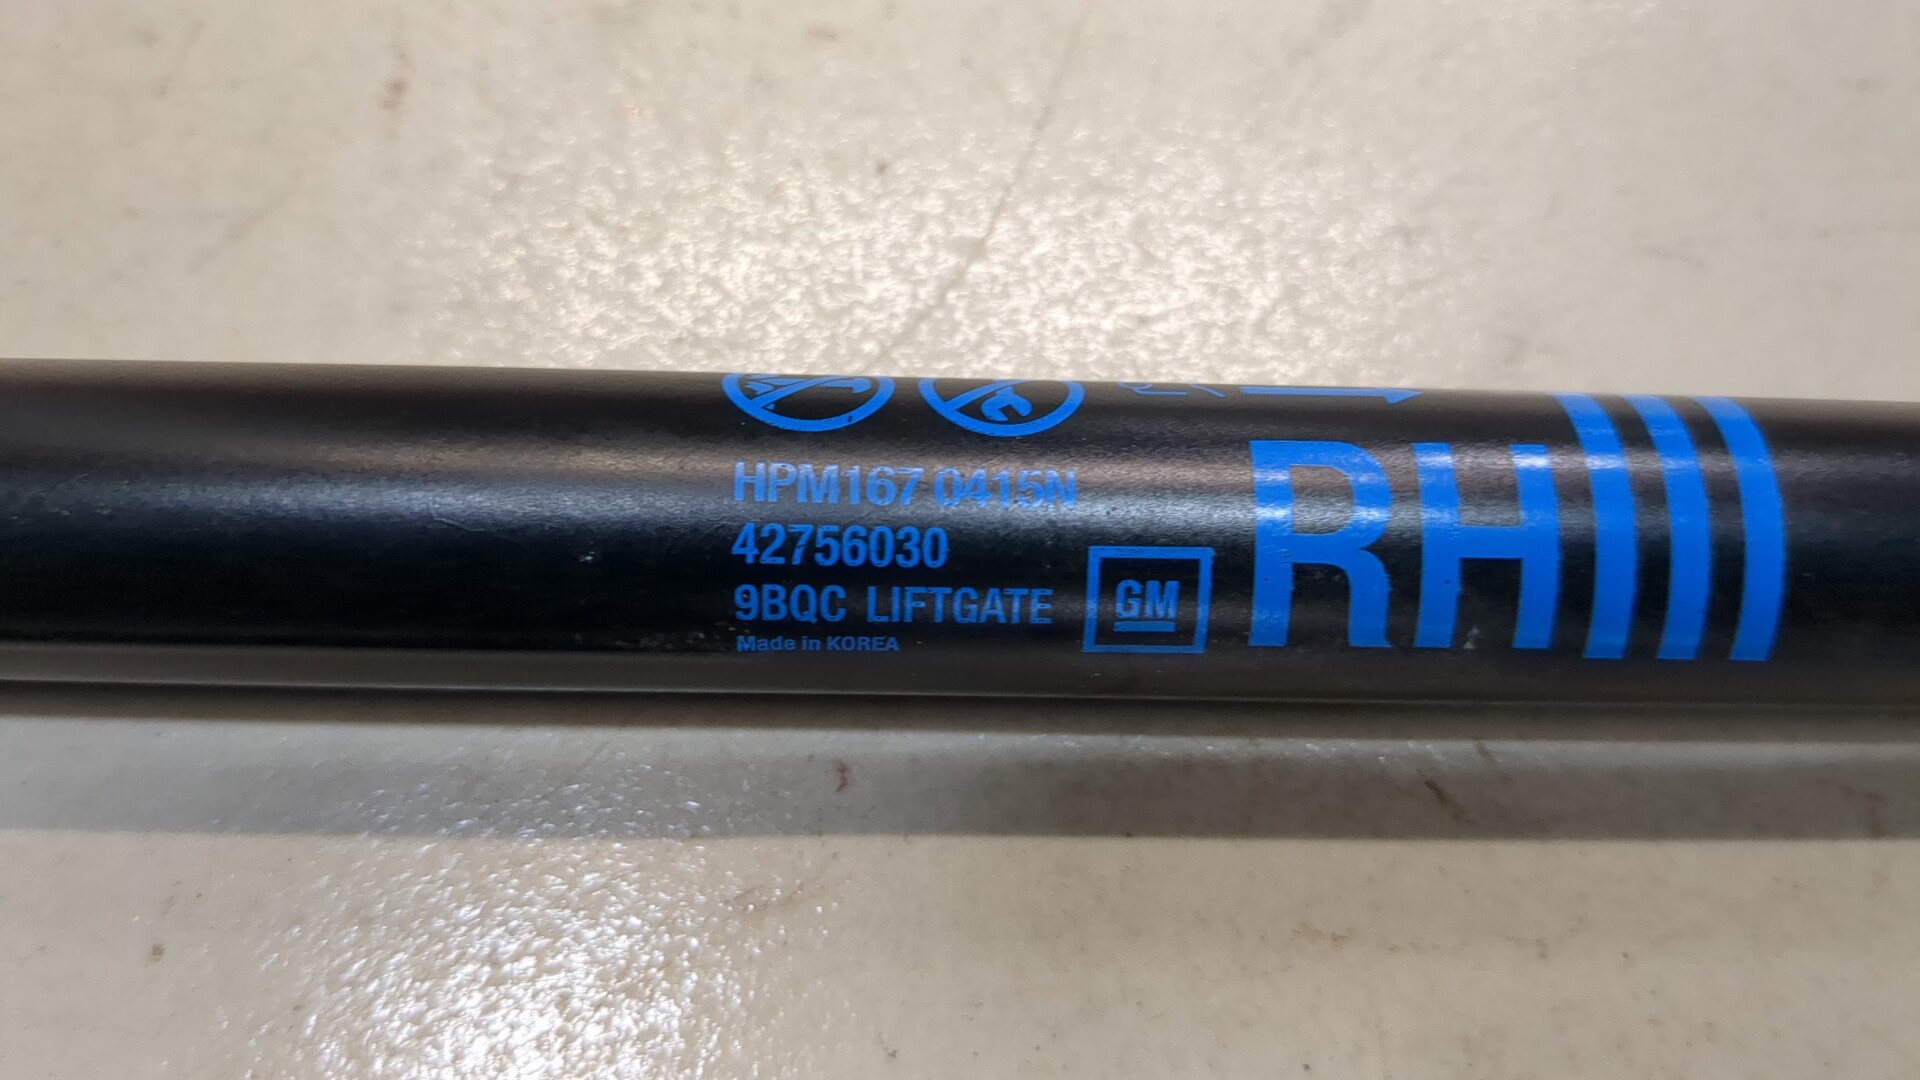 HPM167 0415N
42756030
9BQC LIFTGATE
Made in KOREA
GM
RH